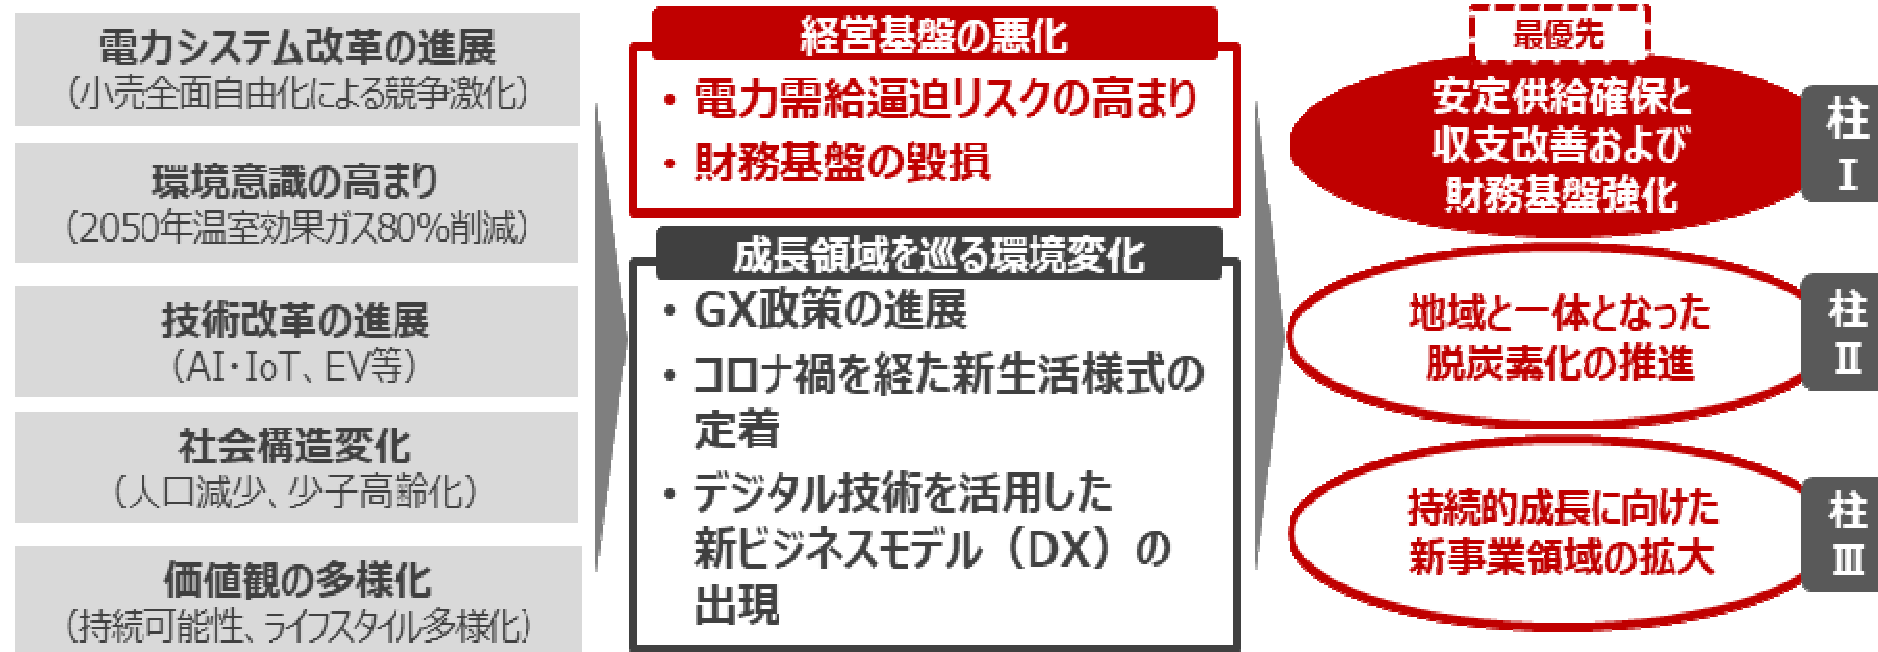 電力システム改革の進展
（小売全面自由化による競争激化）
環境意識の高まり
（2050年温室効果ガス80%削減）
技術改革の進展
（AI・IoT、EV等）
社会構造変化
（人口減少、少子高齢化）
価値観の多様化
（持続可能性、ライフスタイル多様化）
経営基盤の悪化
・電力需給逼迫リスクの高まり
・財務基盤の毀損
成長領域を巡る環境変化
・GX政策の進展
・コロナ禍を経た新生活様式の
定着
・デジタル技術を活用した
新ビジネスモデル（DX）の
出現
最優先
安定供給確保と
収支改善および
財務基盤強化
柱
Ⅰ
地域と一体となった
脱炭素化の推進
柱
Ⅱ
持続的成長に向けた
新事業領域の拡大
柱
Ⅲ